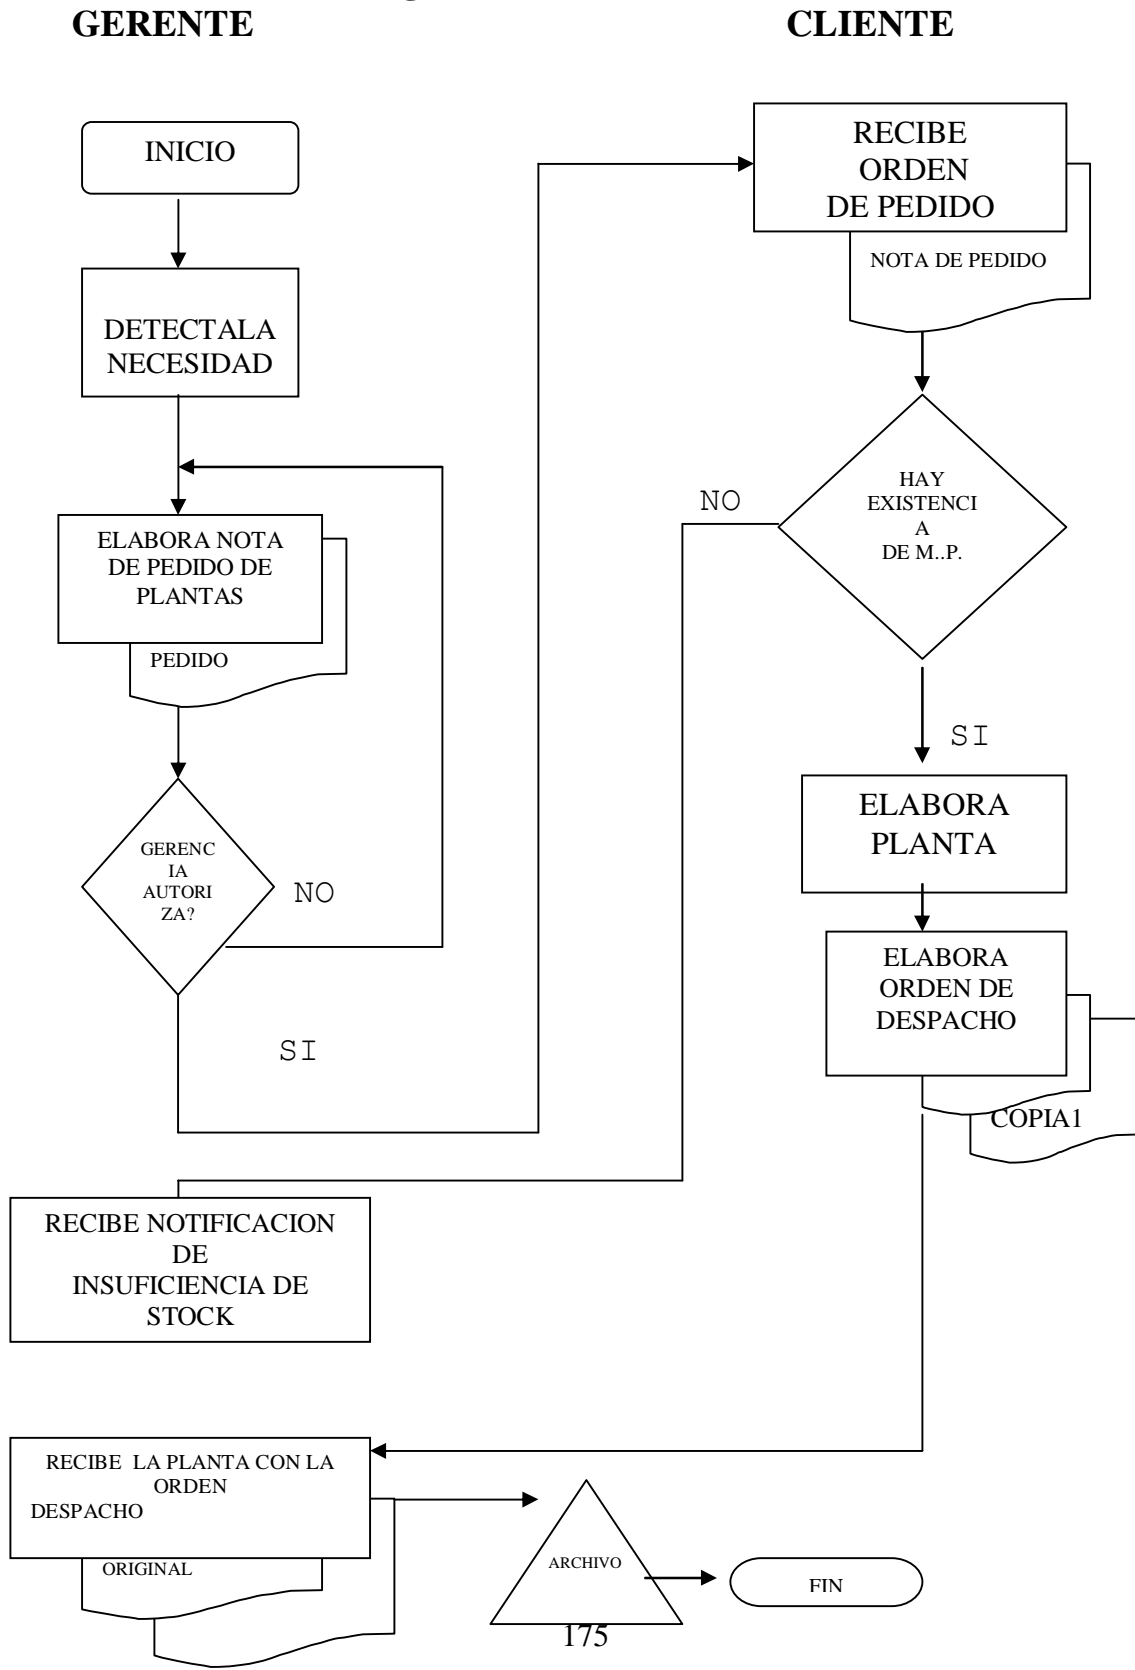 GERENTE
CLIENTE
INICIO
DETECTALA
NECESIDAD
ELABORA NOTA
DE PEDIDO DE
PLANTAS
PEDIDO
GERENC
IA
AUTORI
ZA?
NO
SI
RECIBE
ORDEN
DE PEDIDO
NOTA DE PEDIDO
HAY
EXISTENCI
A
DE M..P.
NO
SI
ELABORA
PLANTA
ELABORA
ORDEN DE
DESPACHO
COPIA1
RECIBE NOTIFICACION
DE
INSUFICIENCIA DE
STOCK
RECIBE LA PLANTA CON LA
ORDEN
DESPACHO
ORIGINAL
ARCHIVO
FIN
175